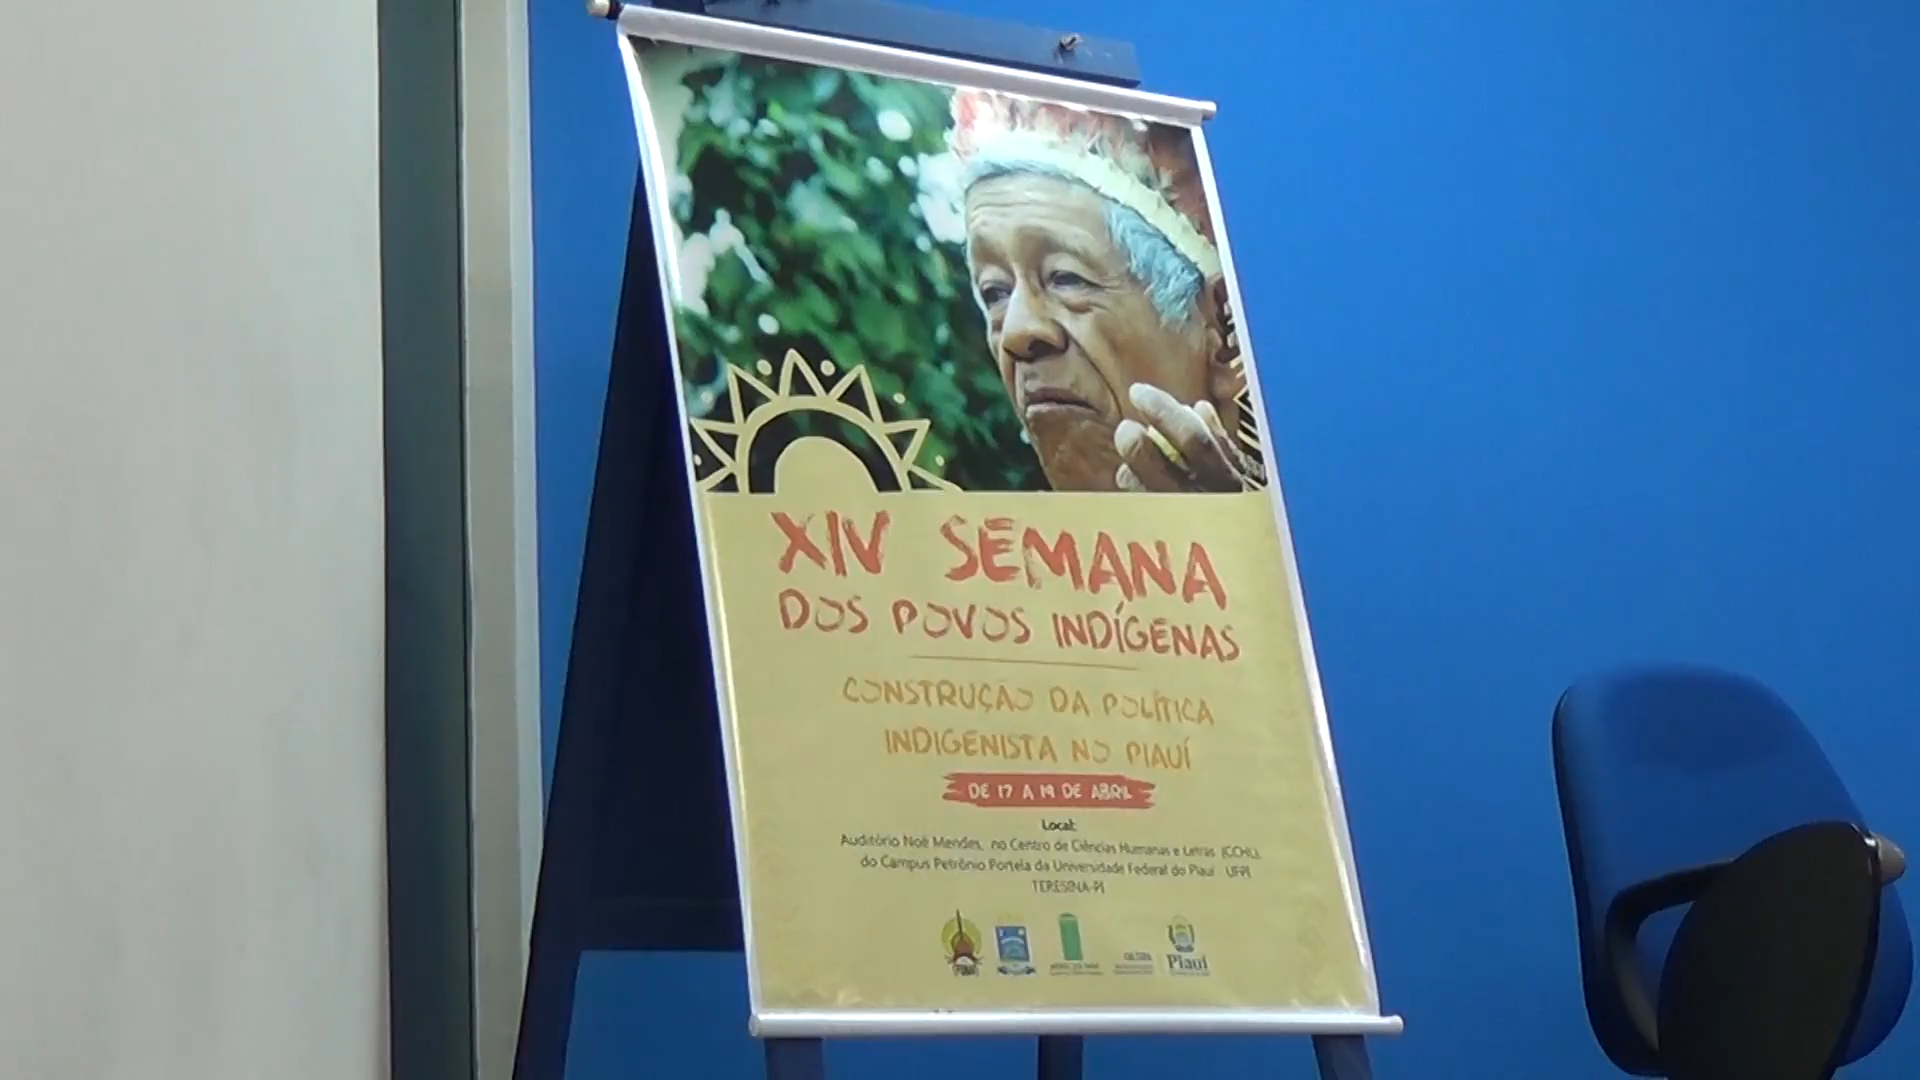 XIV SEMANA
DOS POVOS INDÍGENAS
CONSTRUÇÃO DA POLÍTICA
INDIGENISTA NO PIAUÍ
DE 17 A 19 DE ABRIL
Local:
Auditório Noé Mendes, no Centro de Ciências Humanas e Letras (CCHL),
do Campus Petrônio Portela da Universidade Federal do Piauí - UFPI
TERESINA-PI
Piauí